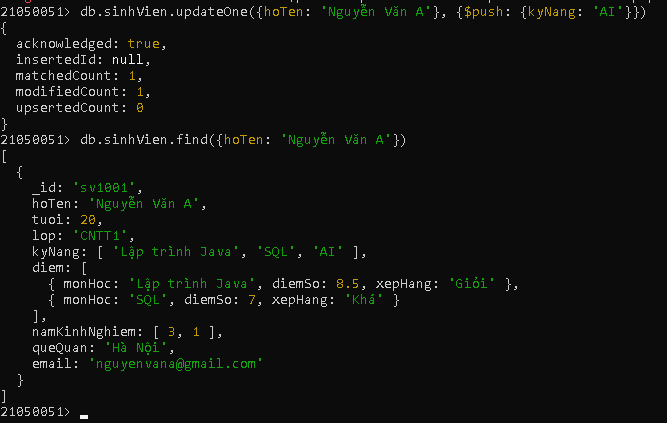 21050051> db.sinhVien.updateOne({hoTen: 'Nguyễn Văn A'}, {$push: {kyNang: 'AI'}})
{
  acknowledged: true,
  insertedId: null,
  matchedCount: 1,
  modifiedCount: 1,
  upsertedCount: 0
}
21050051> db.sinhVien.find({hoTen: 'Nguyễn Văn A'})
[
  {
    _id: 'sv1001',
    hoTen: 'Nguyễn Văn A',
    tuoi: 20,
    lop: 'CNTT1',
    kyNang: [ 'Lập trình Java', 'SQL', 'AI' ],
    diem: [
      { monHoc: 'Lập trình Java', diemSo: 8.5, xepHang: 'Giỏi' },
      { monHoc: 'SQL', diemSo: 7, xepHang: 'Khá' }
    ],
    namKinhNghiem: [ 3, 1 ],
    queQuan: 'Hà Nội',
    email: 'nguyenvana@gmail.com'
  }
]
21050051>